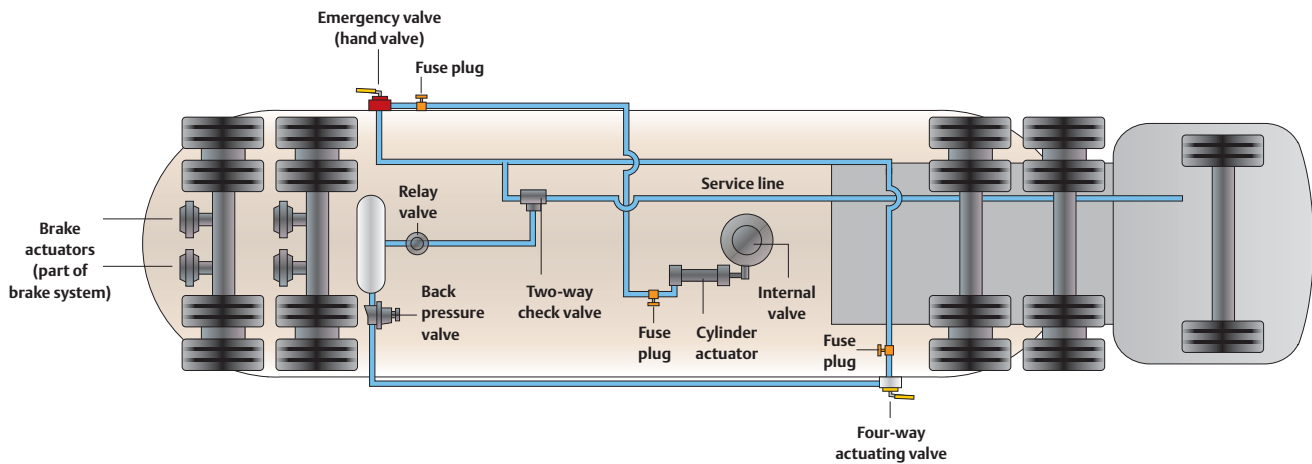 Emergency valve
(hand valve)
Fuse plug
Service line
Relay
valve
Brake
actuators
(part of
brake system)
Back
pressure
valve
Two-way
check valve
Fuse
plug
Cylinder
actuator
Internal
valve
Fuse
plug
Four-way
actuating valve